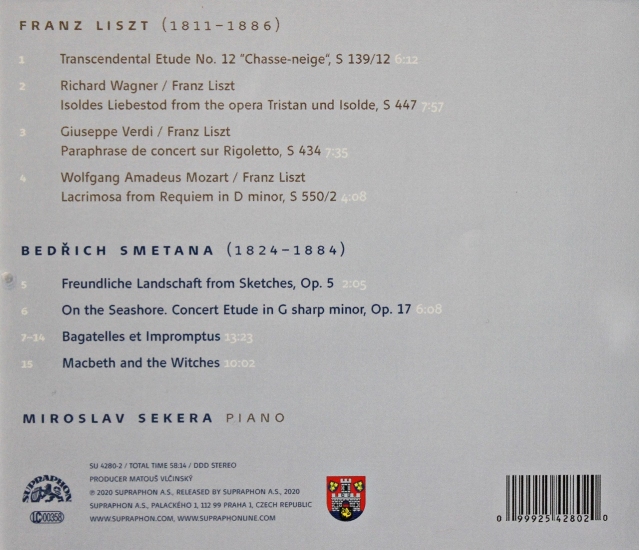 FRANZ LISZT (1811–1886)
1 Transcendental Etude No. 12 "Chasse-neige", S 139/12 6:12
2 Richard Wagner / Franz Liszt
Isoldes Liebestod from the opera Tristan und Isolde, S 447 7:57
3 Giuseppe Verdi / Franz Liszt
Paraphrase de concert sur Rigoletto, S 434 7:35
4 Wolfgang Amadeus Mozart / Franz Liszt
Lacrimosa from Requiem in D minor, S 550/2 4:08
BEDŘICH SMETANA (1824–1884)
5 Freundliche Landschaft from Sketches, Op. 5 2:05
6 On the Seashore. Concert Etude in G sharp minor, Op. 17 6:08
7–14 Bagatelles et Impromptus 13:23
15 Macbeth and the Witches 10:02
MIROSLAV SEKERA PIANO
SU 4280-2 / TOTAL TIME 58:14 / DDD STEREO
PRODUCER MATOUŠ VLČINSKÝ
℗ 2020 SUPRAPHON A.S., RELEASED BY SUPRAPHON A.S., 2020
SUPRAPHON A.S., PALACKÉHO 1, 112 99 PRAHA 1, CZECH REPUBLIC
WWW.SUPRAPHON.COM, WWW.SUPRAPHONLINE.COM
SUPRAPHON
LC 00358
0 99925 42802 0